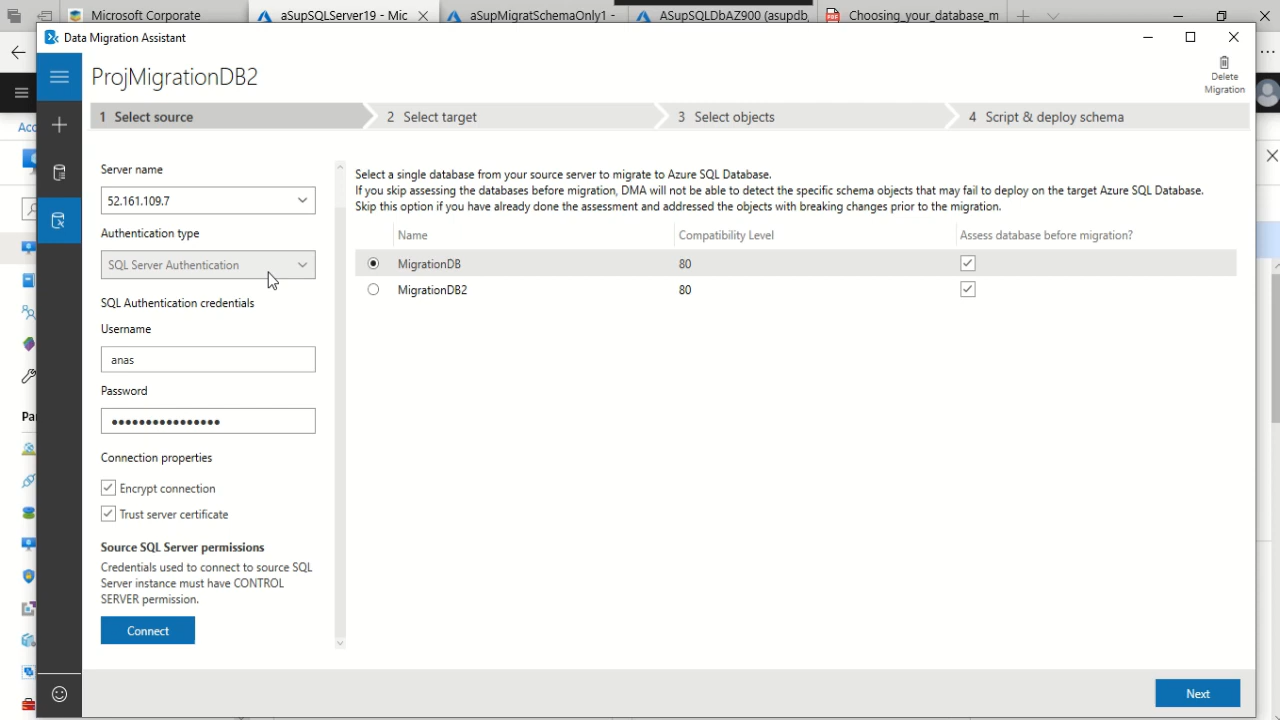 Microsoft Corporate
aSupSQLServer19 - Mic
aSupMigratSchemaOnly1 -
ASupSQLDbAZ900 (asupdb,
Choosing_your_database_m
Data Migration Assistant
ProjMigrationDB2
Delete
Migration
1 Select source
2 Select target
3 Select objects
4 Script & deploy schema
Acc
Server name
52.161.109.7
Authentication type
SQL Server Authentication
SQL Authentication credentials
Username
anas
Password
••••••••••••••••
Connection properties
Encrypt connection
Trust server certificate
Source SQL Server permissions
Credentials used to connect to source SQL
Server instance must have CONTROL
SERVER permission.
Connect
Select a single database from your source server to migrate to Azure SQL Database.
If you skip assessing the databases before migration, DMA will not be able to detect the specific schema objects that may fail to deploy on the target Azure SQL Database.
Skip this option if you have already done the assessment and addressed the objects with breaking changes prior to the migration.
Name Compatibility Level Assess database before migration?
MigrationDB 80
MigrationDB2 80
Pa
Next